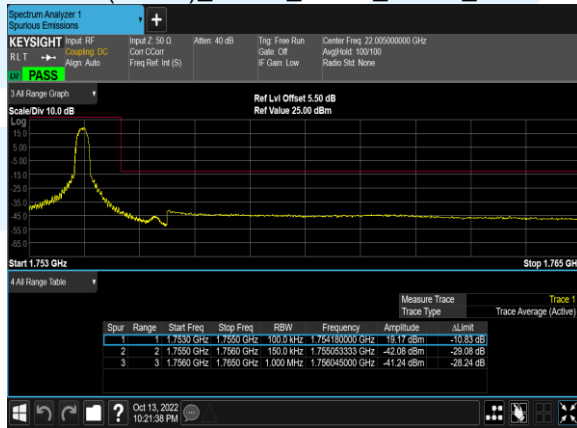 Spectrum Analyzer 1
Spurious Emissions
+
KEYSIGHT Input: RF Input Z: 50 Ω Atten: 40 dB Trig: Free Run Center Freq: 22.005000000 GHz
RLT Coupling: DC Corr CCorr Gate: Off Avg|Hold: 100/100
Align: Auto Freq Ref: Int (S) IF Gain: Low Radio Std: None
LV PASS
3 All Range Graph
Ref Lvl Offset 5.50 dB
Scale/Div 10.0 dB Ref Value 25.00 dBm
Log
15.0
5.00
-5.00
-15.0
-25.0
-35.0
-45.0
-55.0
-65.0
Start 1.753 GHz Stop 1.765 GH
4 All Range Table
Measure Trace Trace 1
Trace Type Trace Average (Active)
Spur Range Start Freq Stop Freq RBW Frequency Amplitude ΔLimit
1 1 1.7530 GHz 1.7550 GHz 100.0 kHz 1.754180000 GHz 19.17 dBm -10.83 dB
2 2 1.7550 GHz 1.7560 GHz 150.0 kHz 1.755053333 GHz -42.08 dBm -29.08 dB
3 3 1.7560 GHz 1.7650 GHz 1.000 MHz 1.756045000 GHz -41.24 dBm -28.24 dB
? Oct 13, 2022
10:21:38 PM